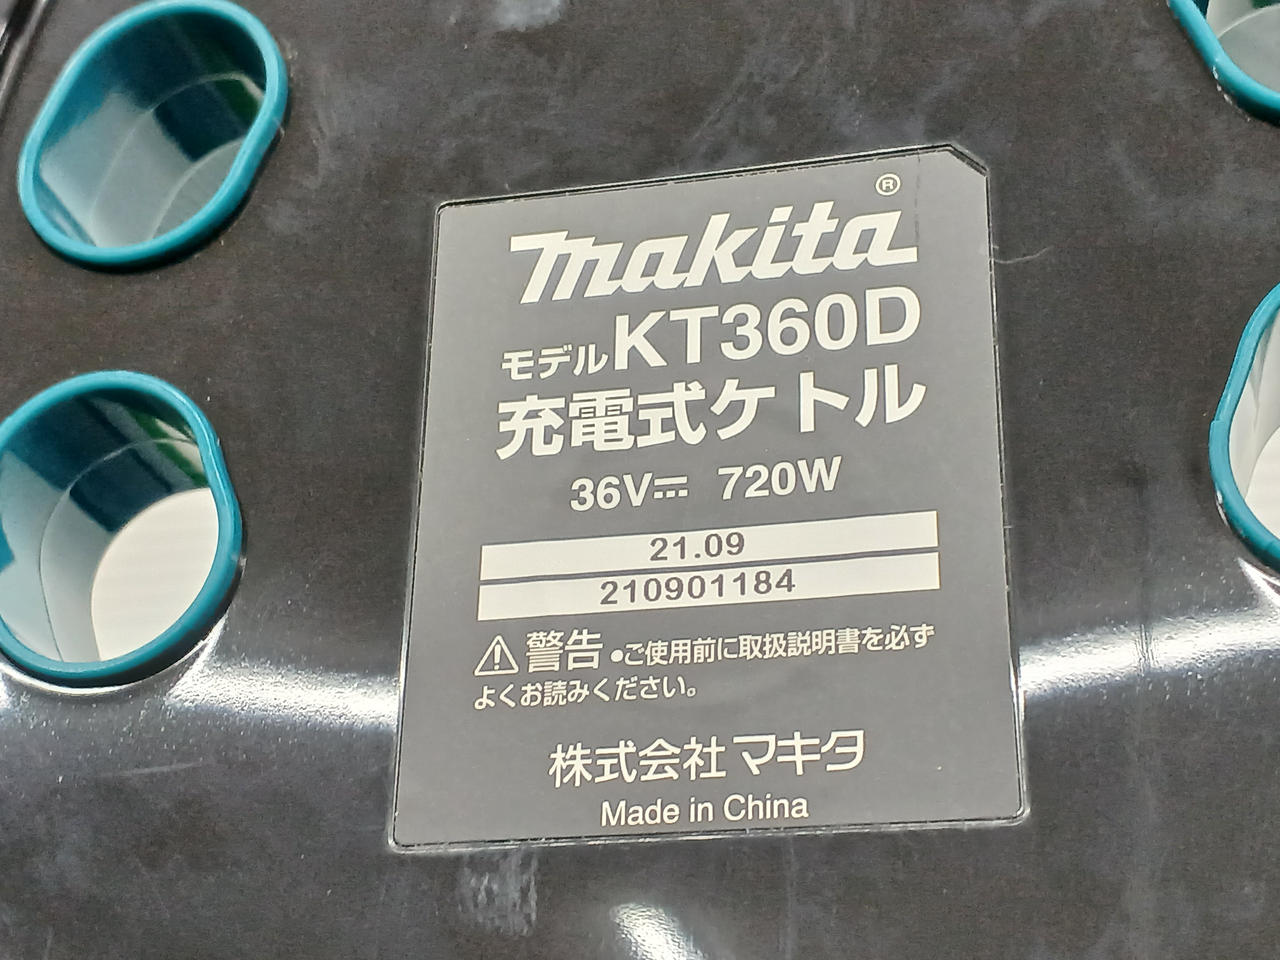 makita®
モデルKT360D
充電式ケトル
36V⎓ 720W
21.09
210901184
⚠警告 •ご使用前に取扱説明書を必ず
よくお読みください。
株式会社マキタ
Made in China